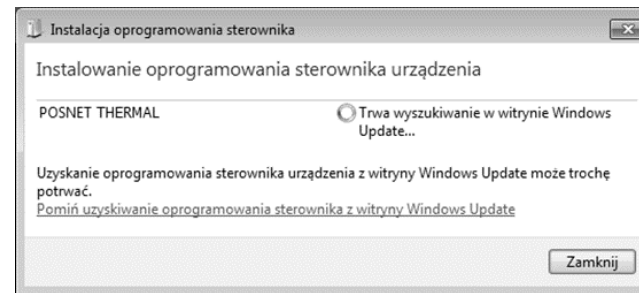 Instalacja oprogramowania sterownika
Instalowanie oprogramowania sterownika urządzenia
POSNET THERMAL
Trwa wyszukiwanie w witrynie Windows
Update...
Uzyskanie oprogramowania sterownika urządzenia z witryny Windows Update może trochę
potrwać.
Pomiń uzyskiwanie oprogramowania sterownika z witryny Windows Update
Zamknij